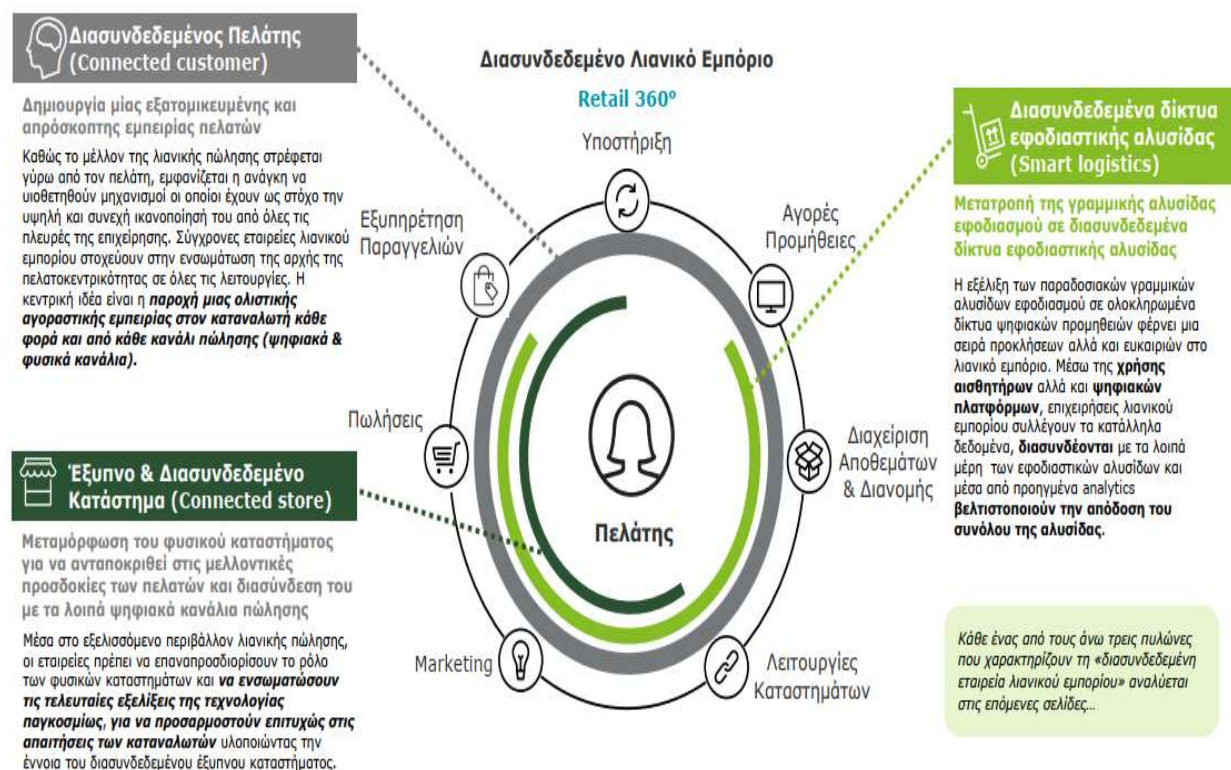 Διασυνδεδεμένος Πελάτης
(Connected customer)
Δημιουργία μίας εξατομικευμένης και
απρόσκοπτης εμπειρίας πελατών
Καθώς το μέλλον της λιανικής πώλησης στρέφεται
γύρω από τον πελάτη, εμφανίζεται η ανάγκη να
υιοθετηθούν μηχανισμοί οι οποίοι έχουν ως στόχο την
υψηλή και συνεχή ικανοποίησή του από όλες τις
πλευρές της επιχείρησης. Σύγχρονες εταιρείες λιανικού
εμπορίου στοχεύουν στην ενσωμάτωση της αρχής της
πελατοκεντρικότητας σε όλες τις λειτουργίες. Η
κεντρική ιδέα είναι η παροχή μιας ολιστικής
αγοραστικής εμπειρίας στον καταναλωτή κάθε
φορά και από κάθε κανάλι πώλησης (ψηφιακά &
φυσικά κανάλια).
Έξυπνο & Διασυνδεδεμένο
Κατάστημα (Connected store)
Μεταμόρφωση του φυσικού καταστήματος
για να ανταποκριθεί στις μελλοντικές
προσδοκίες των πελατών και διασύνδεση του
με τα λοιπά ψηφιακά κανάλια πώλησης
Μέσα στο εξελισσόμενο περιβάλλον λιανικής πώλησης,
οι εταιρείες πρέπει να επαναπροσδιορίσουν το ρόλο
των φυσικών καταστημάτων και να ενσωματώσουν
τις τελευταίες εξελίξεις της τεχνολογίας
παγκοσμίως, για να προσαρμοστούν επιτυχώς στις
απαιτήσεις των καταναλωτών υλοποιώντας την
έννοια του διασυνδεδεμένου έξυπνου καταστήματος.
Διασυνδεδεμένο Λιανικό Εμπόριο
Retail 360º
Υποστήριξη
Αγορές
Προμήθειες
Διαχείριση
Αποθεμάτων
& Διανομής
Λειτουργίες
Καταστημάτων
Marketing
Πωλήσεις
Εξυπηρέτηση
Παραγγελιών
Πελάτης
Διασυνδεδεμένα δίκτυα
εφοδιαστικής αλυσίδας
(Smart logistics)
Μετατροπή της γραμμικής αλυσίδας
εφοδιασμού σε διασυνδεδεμένα
δίκτυα εφοδιαστικής αλυσίδας
Η εξέλιξη των παραδοσιακών γραμμικών
αλυσίδων εφοδιασμού σε ολοκληρωμένα
δίκτυα ψηφιακών προμηθειών φέρνει μια
σειρά προκλήσεων αλλά και ευκαιριών στο
λιανικό εμπόριο. Μέσω της χρήσης
αισθητήρων αλλά και ψηφιακών
πλατφόρμων, επιχειρήσεις λιανικού
εμπορίου συλλέγουν τα κατάλληλα
δεδομένα, διασυνδέονται με τα λοιπά
μέρη των εφοδιαστικών αλυσίδων και
μέσα από προηγμένα analytics
βελτιστοποιούν την απόδοση του
συνόλου της αλυσίδας.
Κάθε ένας από τους άνω τρεις πυλώνες
που χαρακτηρίζουν τη «διασυνδεδεμένη
εταιρεία λιανικού εμπορίου» αναλύεται
στις επόμενες σελίδες...